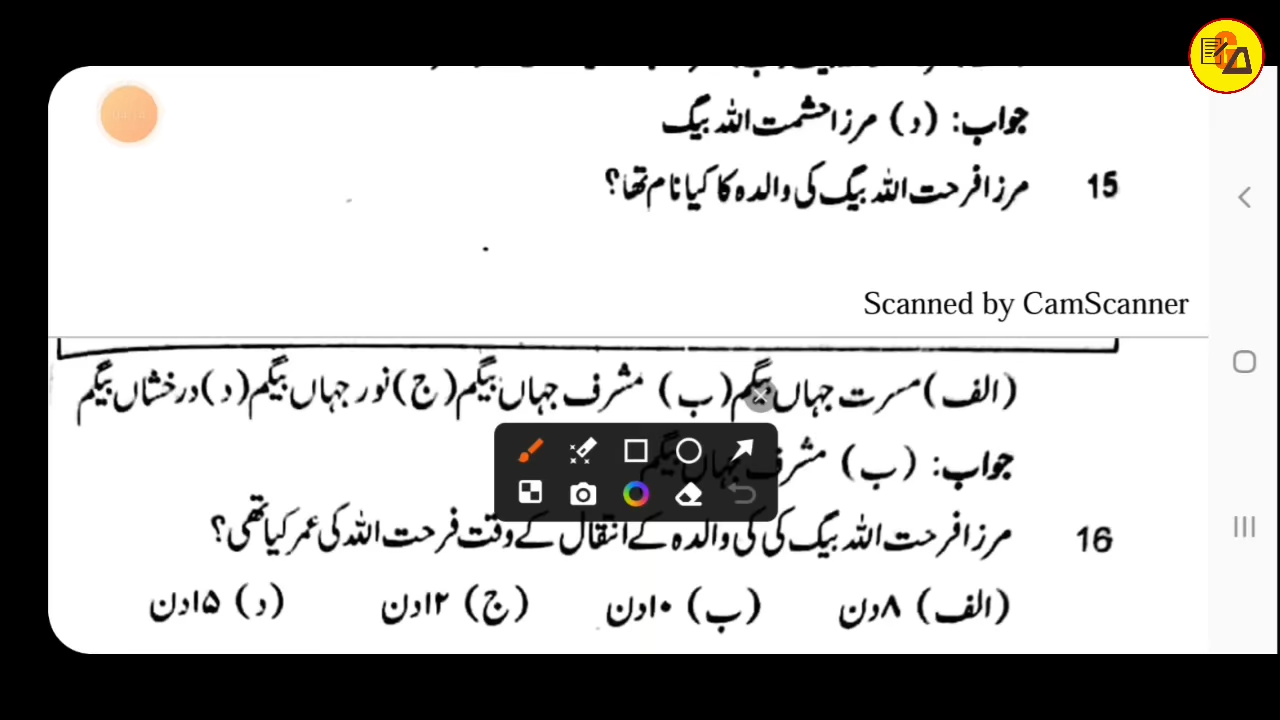 جواب: (د) مرزا حشمت اللہ بیگ
15 مرزا فرحت اللہ بیگ کی والدہ کا کیا نام تھا؟
Scanned by CamScanner
(الف) مسرت جہاں بیگم (ب) مشرف جہاں بیگم (ج) نور جہاں بیگم (د) درخشاں بیگم
جواب: (ب) مشرف جہاں بیگم
16 مرزا فرحت اللہ بیگ کی کی والدہ کے انتقال کے وقت فرحت اللہ کی عمر کیا تھی؟
(الف) ۸ دن (ب) ۱۰ دن (ج) ۱۲ دن (د) ۱۵ دن